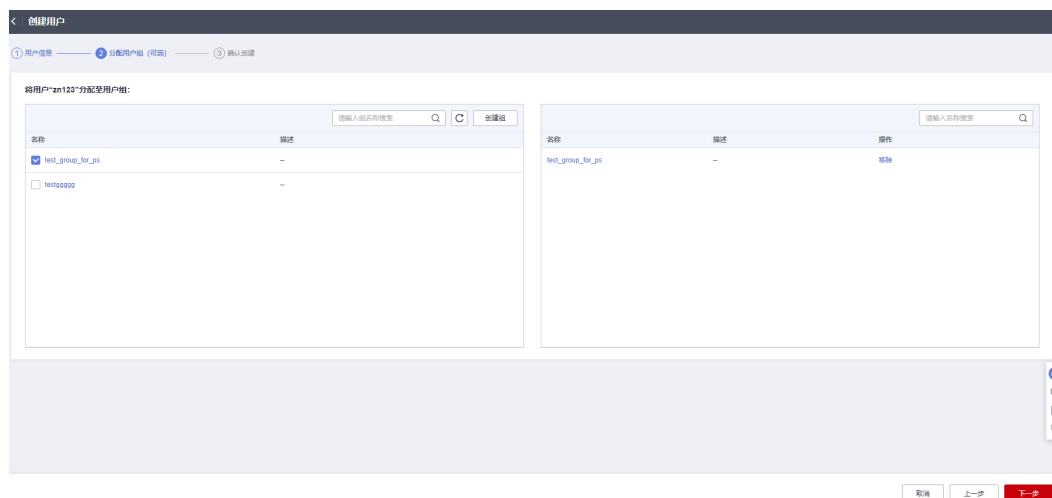 创建用户
1 用户信息 2 分配用户组（可选） 3 确认创建
将用户“zn123”分配至用户组：
请输入组名称搜索 创建组
名称 描述
test_group_for_ps --
testggggg --
请输入名称搜索
名称 描述 操作
test_group_for_ps -- 移除
取消 上一步 下一步